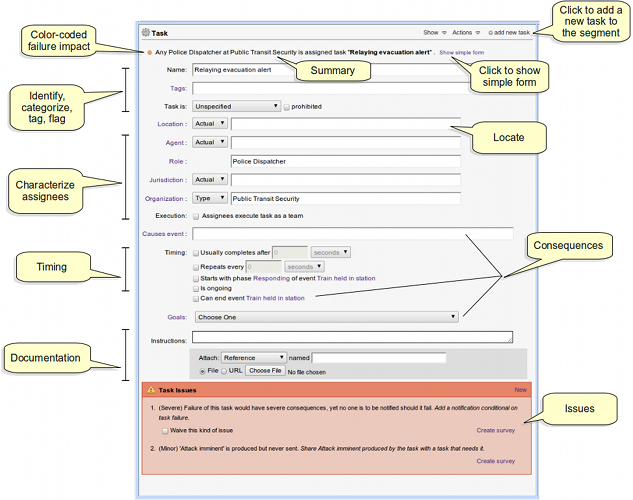 Color-coded
failure impact
Task
Show
Actions
add new task
Click to add a
new task to
the segment
Any Police Dispatcher at Public Transit Security is assigned task "Relaying evacuation alert" . Show simple form
Summary
Click to show
simple form
Identify,
categorize,
tag, flag
Name: Relaying evacuation alert
Tags:
Task is: Unspecified prohibited
Location : Actual
Locate
Agent : Actual
Characterize
assignees
Role : Police Dispatcher
Jurisdiction : Actual
Organization : Type Public Transit Security
Execution: Assignees execute task as a team
Causes event :
Consequences
Timing
Timing: Usually completes after 0 seconds
Repeats every 0 seconds
Starts with phase Responding of event Train held in station
Is ongoing
Can end event Train held in station
Goals: Choose One
Documentation
Instructions:
Attach: Reference named
File URL Choose File No file chosen
Task Issues New
1. (Severe) Failure of this task would have severe consequences, yet no one is to be notified should it fail. Add a notification conditional on
task failure.
Waive this kind of issue Create survey
Issues
2. (Minor) 'Attack imminent' is produced but never sent. Share Attack imminent produced by the task with a task that needs it.
Create survey